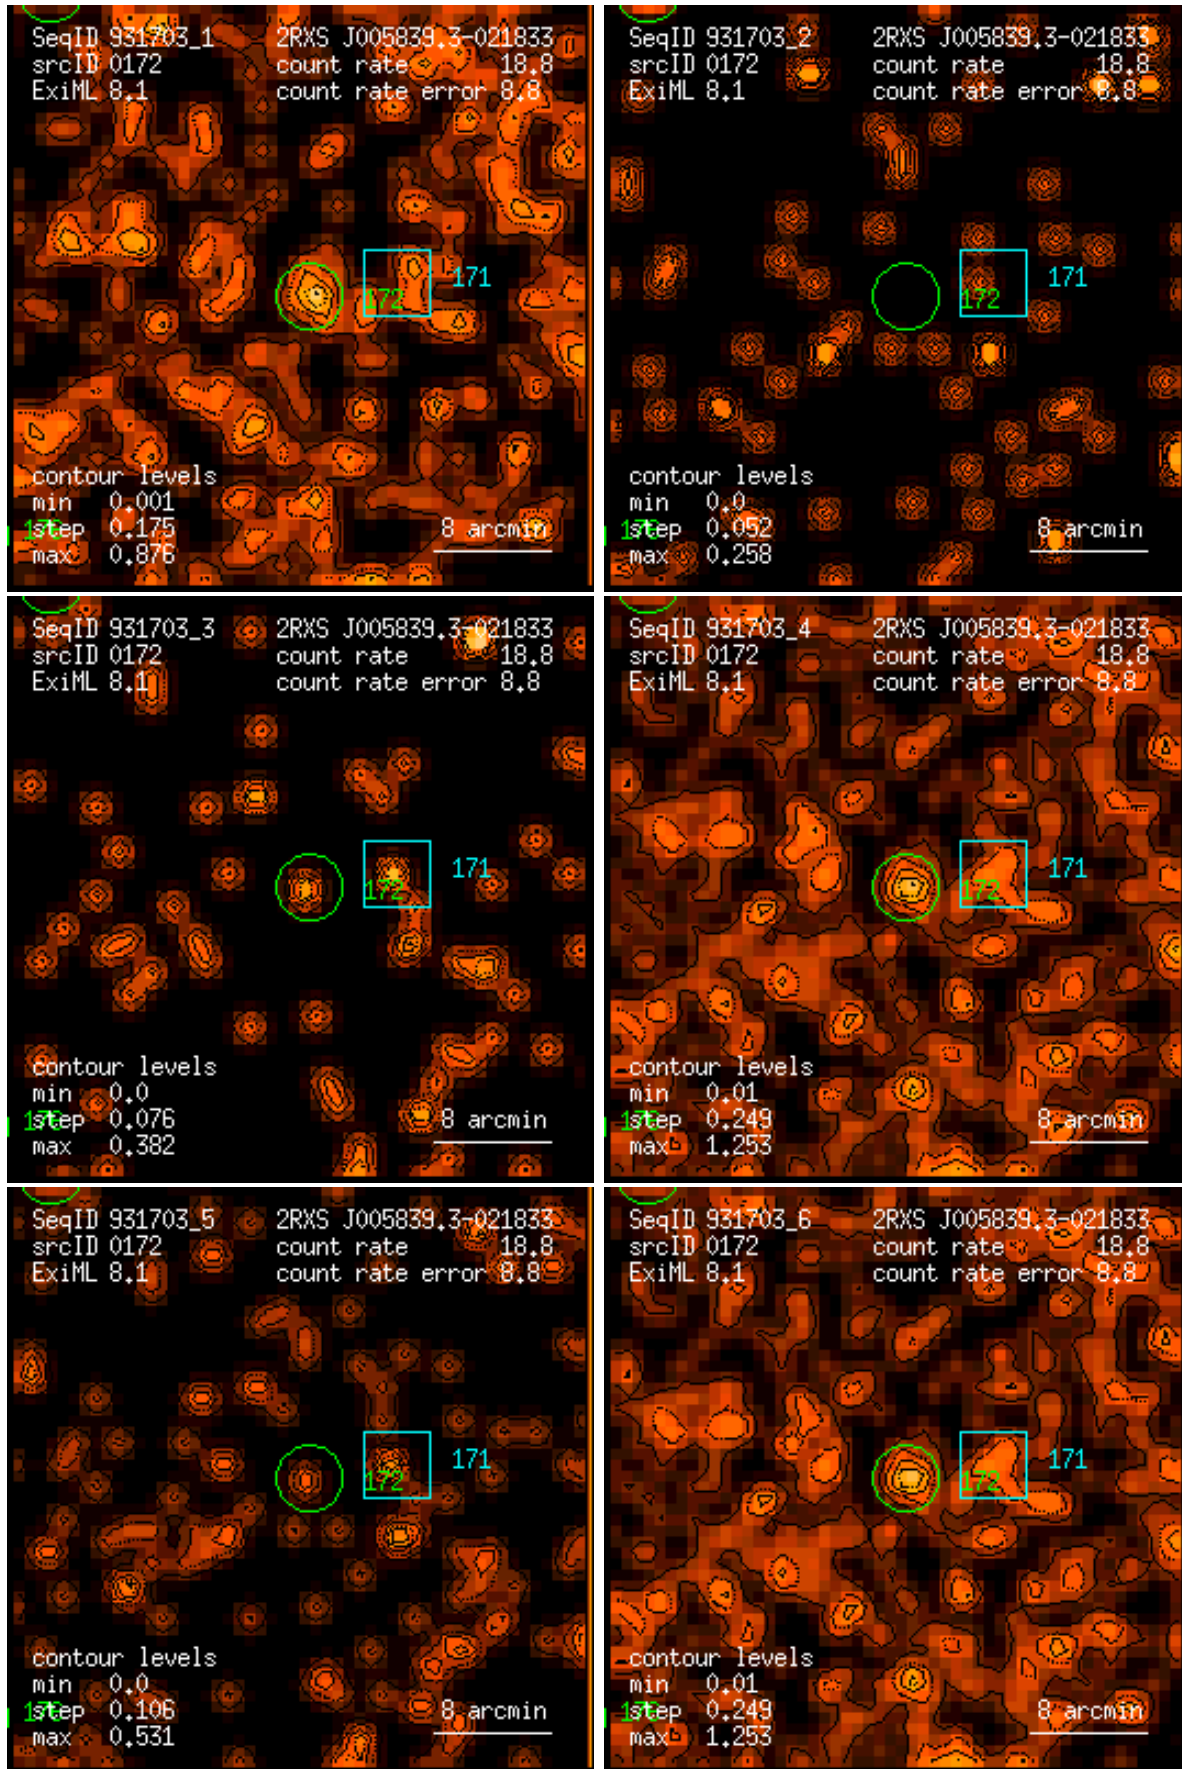 SeqID 931703_1 2RXS J005839.3-021833
srcID 0172 count rate 18.8
ExiML 8.1 count rate error 8.8
171
172
contour levels
min 0.001
step 0.175
max 0.876
8 arcmin
SeqID 931703_2 2RXS J005839.3-021833
srcID 0172 count rate 18.8
ExiML 8.1 count rate error 8.8
171
172
contour levels
min 0.0
step 0.052
max 0.258
8 arcmin
SeqID 931703_3 2RXS J005839.3-021833
srcID 0172 count rate 18.8
ExiML 8.1 count rate error 8.8
171
172
contour levels
min 0.0
step 0.076
max 0.382
8 arcmin
SeqID 931703_4 2RXS J005839.3-021833
srcID 0172 count rate 18.8
ExiML 8.1 count rate error 8.8
171
172
contour levels
min 0.01
step 0.249
max 1.253
8 arcmin
SeqID 931703_5 2RXS J005839.3-021833
srcID 0172 count rate 18.8
ExiML 8.1 count rate error 8.8
171
172
contour levels
min 0.0
step 0.106
max 0.531
8 arcmin
SeqID 931703_6 2RXS J005839.3-021833
srcID 0172 count rate 18.8
ExiML 8.1 count rate error 8.8
171
172
contour levels
min 0.01
step 0.249
max 1.253
8 arcmin